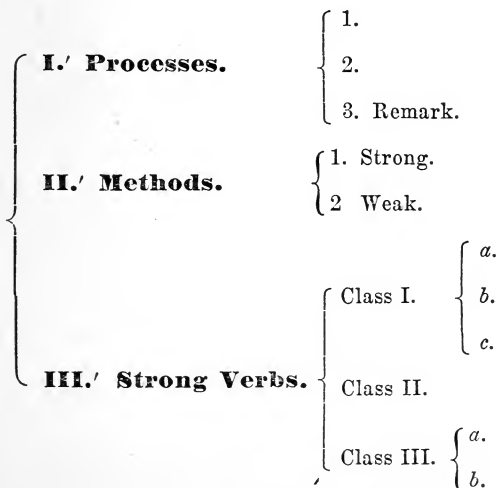 1.
I.′ Processes.
2.
3. Remark.
II.′ Methods.
1. Strong.
2 Weak.
III.′ Strong Verbs.
Class I.
a.
b.
c.
Class II.
Class III.
a.
b.